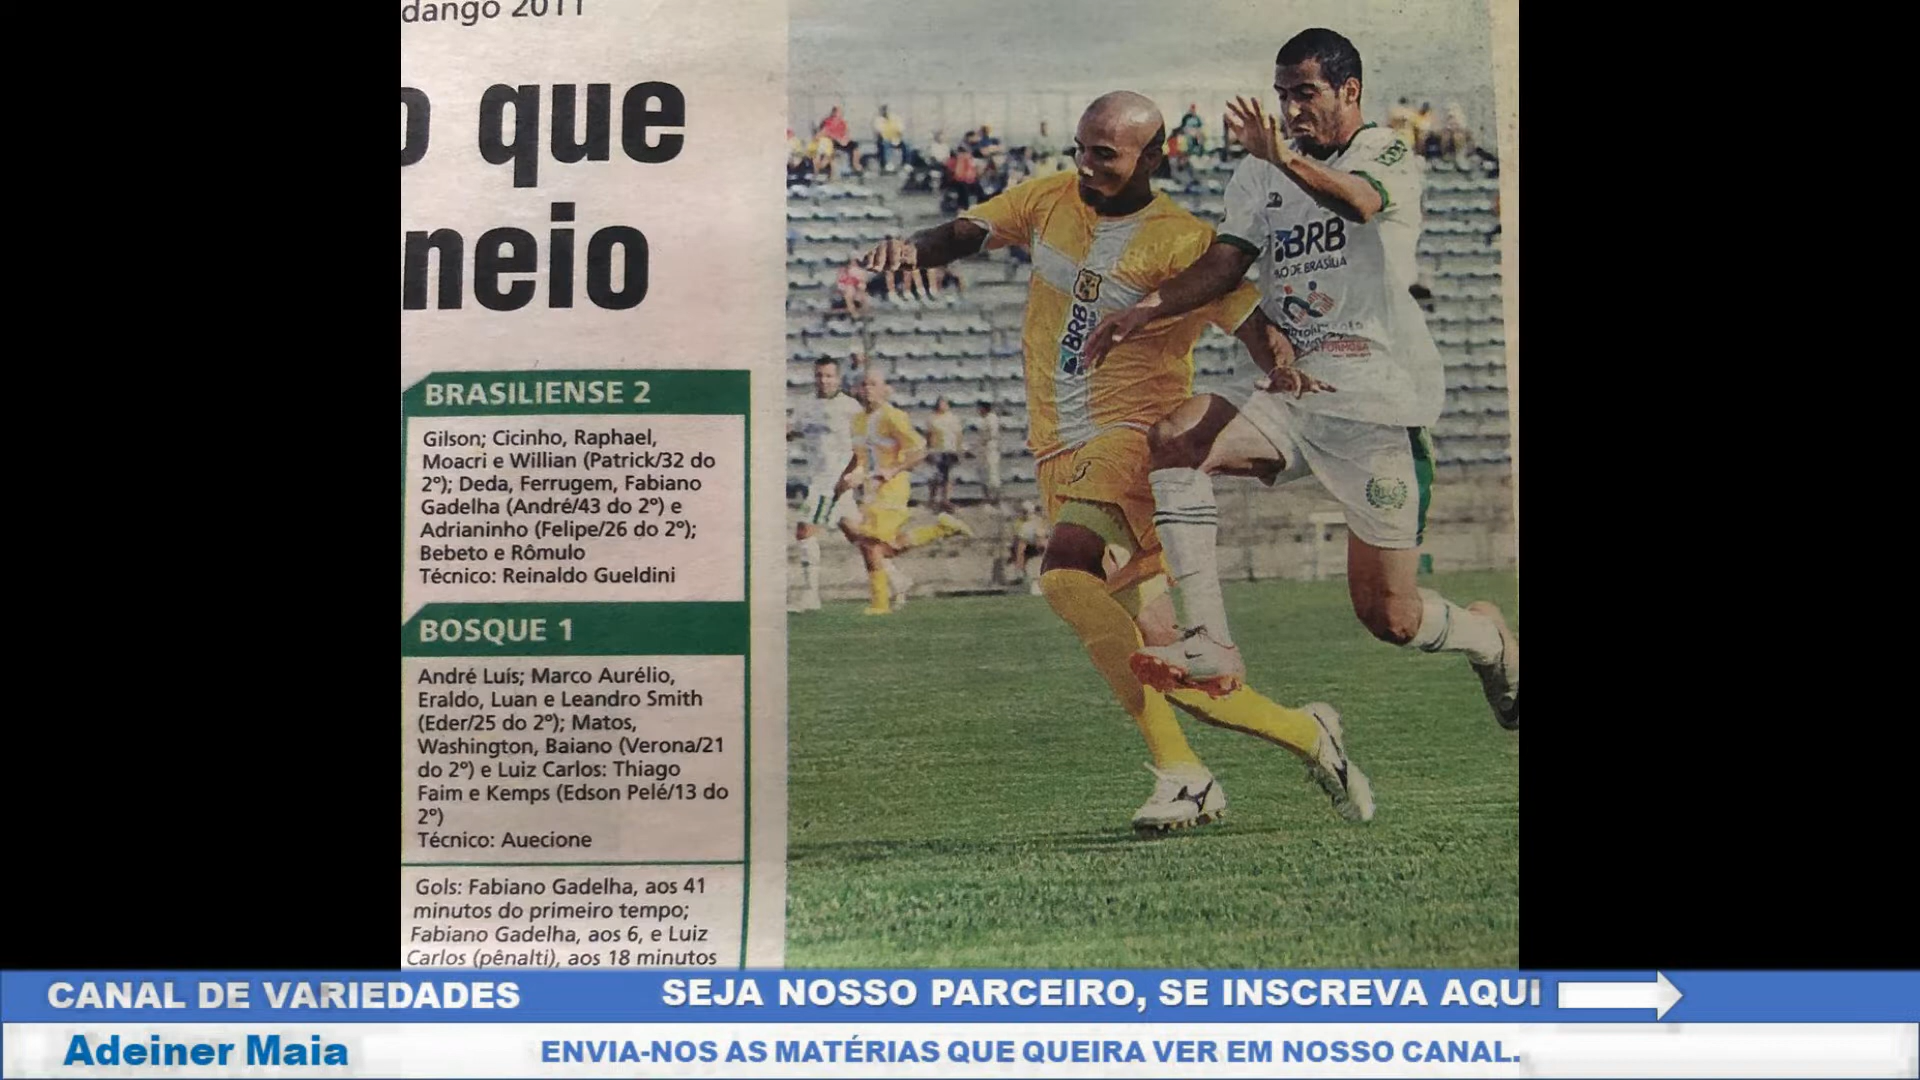 dango 2011
o que
neio
BRASILIENSE 2
Gilson; Cicinho, Raphael,
Moacri e Willian (Patrick/32 do
2º); Deda, Ferrugem, Fabiano
Gadelha (André/43 do 2º) e
Adrianinho (Felipe/26 do 2º);
Bebeto e Rômulo
Técnico: Reinaldo Gueldini
BOSQUE 1
André Luís; Marco Aurélio,
Eraldo, Luan e Leandro Smith
(Eder/25 do 2º); Matos,
Washington, Baiano (Verona/21
do 2º) e Luiz Carlos: Thiago
Faim e Kemps (Edson Pelé/13 do
2º)
Técnico: Auecione
Gols: Fabiano Gadelha, aos 41
minutos do primeiro tempo;
Fabiano Gadelha, aos 6, e Luiz
Carlos (pênalti), aos 18 minutos
BRB
BRB
DE BRASÍLIA
CANAL DE VARIEDADES
SEJA NOSSO PARCEIRO, SE INSCREVA AQUI
Adeiner Maia
ENVIA-NOS AS MATÉRIAS QUE QUEIRA VER EM NOSSO CANAL.